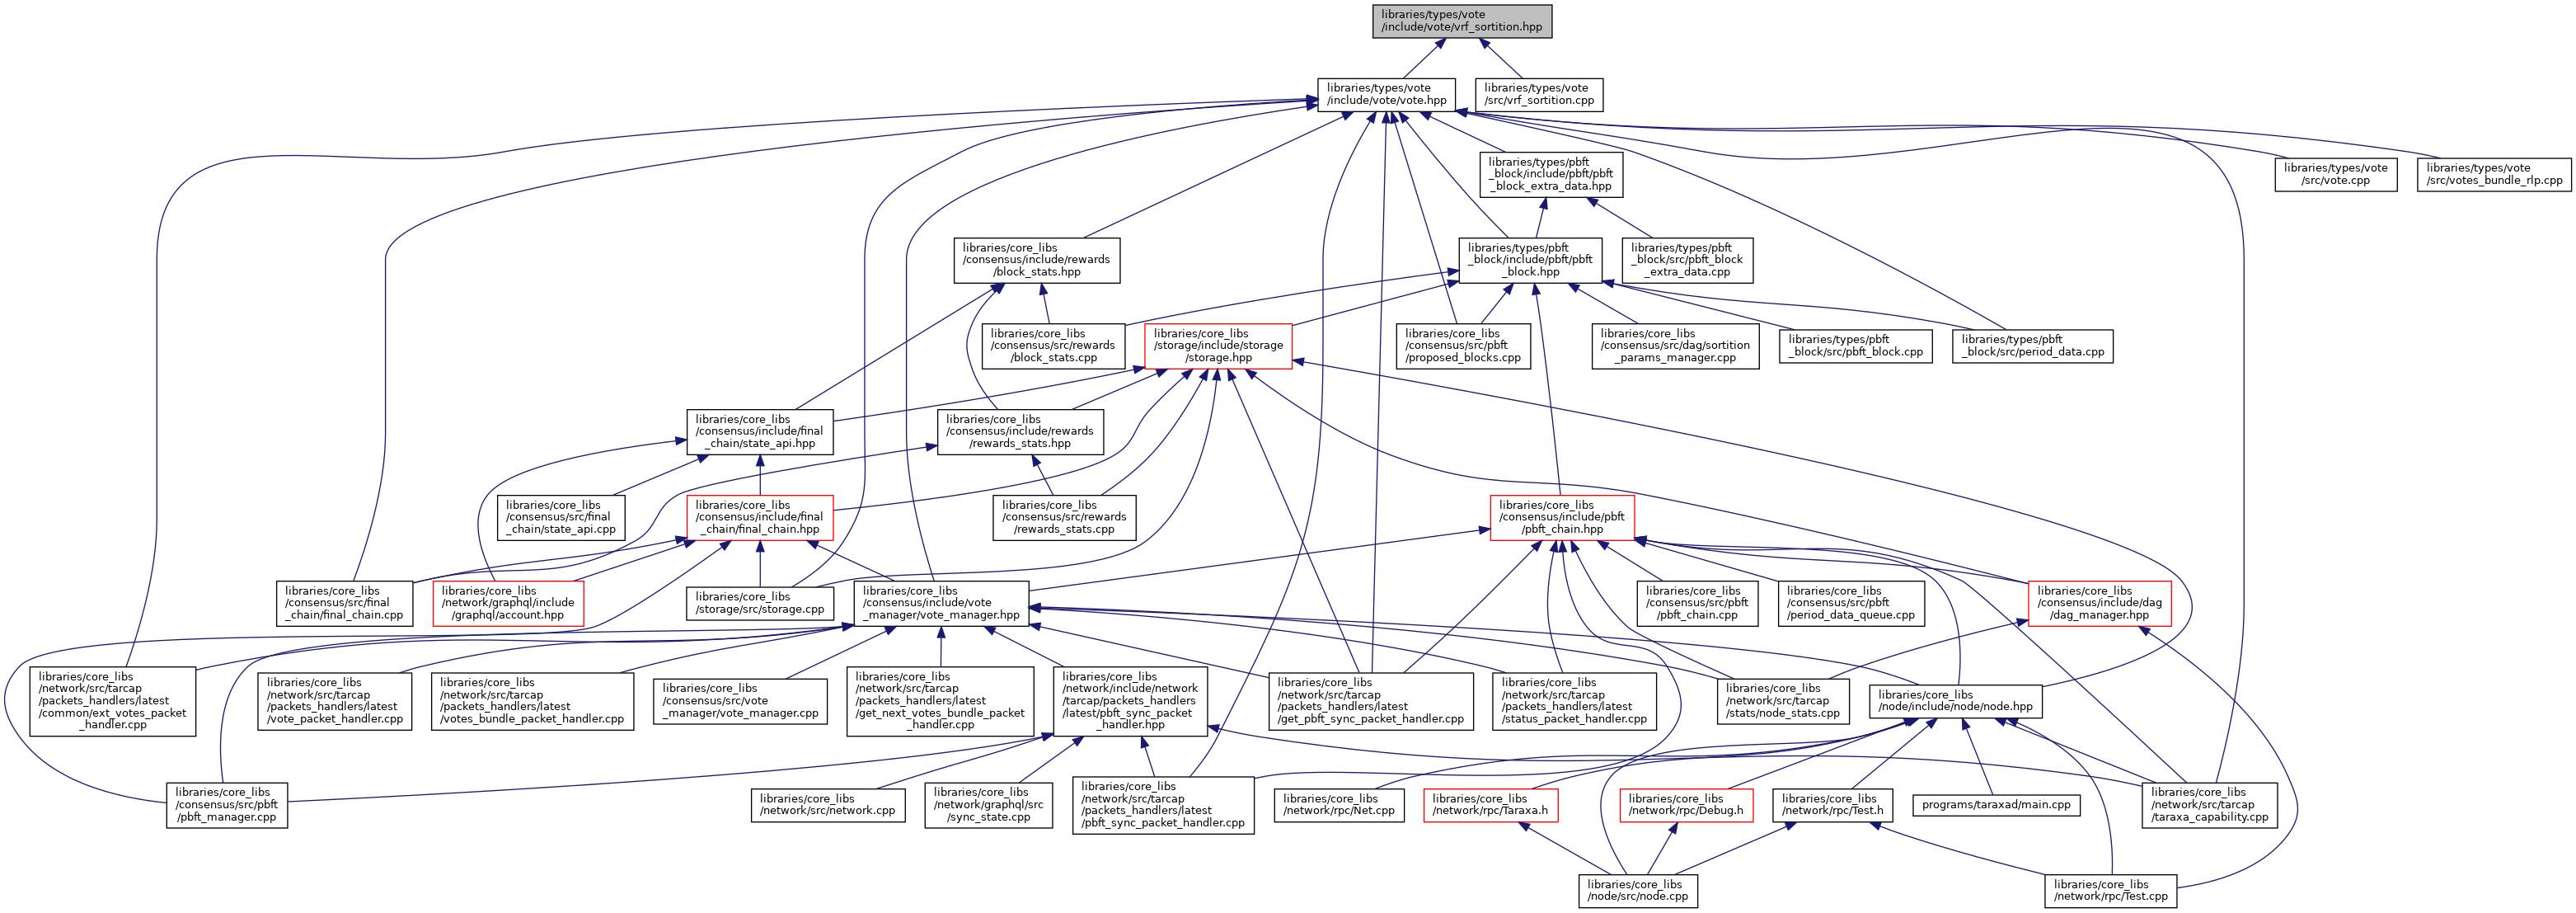 libraries/types/vote
/include/vote/vrf_sortition.hpp
libraries/types/vote
/include/vote/vote.hpp
libraries/types/vote
/src/vrf_sortition.cpp
libraries/types/pbft
_block/include/pbft/pbft
_block_extra_data.hpp
libraries/types/vote
/src/vote.cpp
libraries/types/vote
/src/votes_bundle_rlp.cpp
libraries/core_libs
/consensus/include/rewards
/block_stats.hpp
libraries/types/pbft
_block/include/pbft/pbft
_block.hpp
libraries/types/pbft
_block/src/pbft_block
_extra_data.cpp
libraries/core_libs
/consensus/src/rewards
/block_stats.cpp
libraries/core_libs
/storage/include/storage
/storage.hpp
libraries/core_libs
/consensus/src/pbft
/proposed_blocks.cpp
libraries/core_libs
/consensus/src/dag/sortition
_params_manager.cpp
libraries/types/pbft
_block/src/pbft_block.cpp
libraries/types/pbft
_block/src/period_data.cpp
libraries/core_libs
/consensus/include/final
_chain/state_api.hpp
libraries/core_libs
/consensus/include/rewards
/rewards_stats.hpp
libraries/core_libs
/consensus/src/final
_chain/state_api.cpp
libraries/core_libs
/consensus/include/final
_chain/final_chain.hpp
libraries/core_libs
/consensus/src/rewards
/rewards_stats.cpp
libraries/core_libs
/consensus/include/pbft
/pbft_chain.hpp
libraries/core_libs
/consensus/src/final
_chain/final_chain.cpp
libraries/core_libs
/network/graphql/include
/graphql/account.hpp
libraries/core_libs
/storage/src/storage.cpp
libraries/core_libs
/consensus/include/vote
_manager/vote_manager.hpp
libraries/core_libs
/consensus/src/pbft
/pbft_chain.cpp
libraries/core_libs
/consensus/src/pbft
/period_data_queue.cpp
libraries/core_libs
/consensus/include/dag
/dag_manager.hpp
libraries/core_libs
/network/src/tarcap
/packets_handlers/latest
/common/ext_votes_packet
_handler.cpp
libraries/core_libs
/network/src/tarcap
/packets_handlers/latest
/vote_packet_handler.cpp
libraries/core_libs
/network/src/tarcap
/packets_handlers/latest
/votes_bundle_packet_handler.cpp
libraries/core_libs
/consensus/src/vote
_manager/vote_manager.cpp
libraries/core_libs
/network/src/tarcap
/packets_handlers/latest
/get_next_votes_bundle_packet
_handler.cpp
libraries/core_libs
/network/include/network
/tarcap/packets_handlers
/latest/pbft_sync_packet
_handler.hpp
libraries/core_libs
/network/src/tarcap
/packets_handlers/latest
/get_pbft_sync_packet_handler.cpp
libraries/core_libs
/network/src/tarcap
/packets_handlers/latest
/status_packet_handler.cpp
libraries/core_libs
/network/src/tarcap
/stats/node_stats.cpp
libraries/core_libs
/node/include/node/node.hpp
libraries/core_libs
/consensus/src/pbft
/pbft_manager.cpp
libraries/core_libs
/network/src/network.cpp
libraries/core_libs
/network/graphql/src
/sync_state.cpp
libraries/core_libs
/network/src/tarcap
/packets_handlers/latest
/pbft_sync_packet_handler.cpp
libraries/core_libs
/network/rpc/Net.cpp
libraries/core_libs
/network/rpc/Taraxa.h
libraries/core_libs
/network/rpc/Debug.h
libraries/core_libs
/network/rpc/Test.h
programs/taraxad/main.cpp
libraries/core_libs
/network/src/tarcap
/taraxa_capability.cpp
libraries/core_libs
/node/src/node.cpp
libraries/core_libs
/network/rpc/Test.cpp